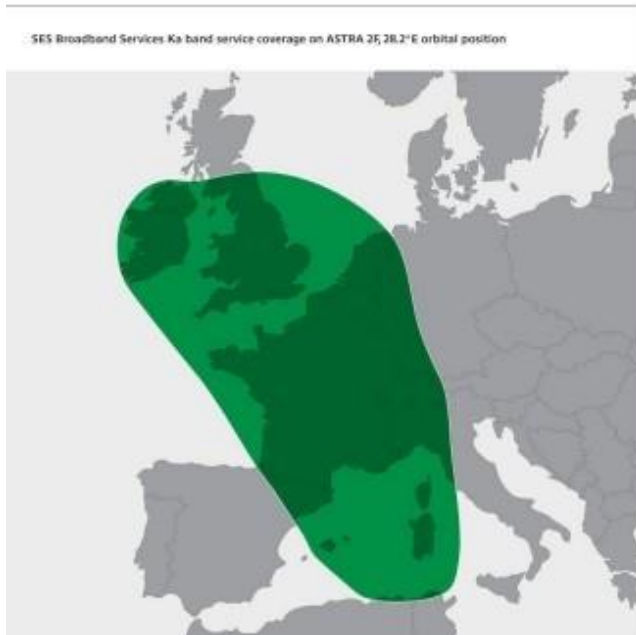 SES Broadband Services Ka band service coverage on ASTRA 2F, 28.2°E orbital position